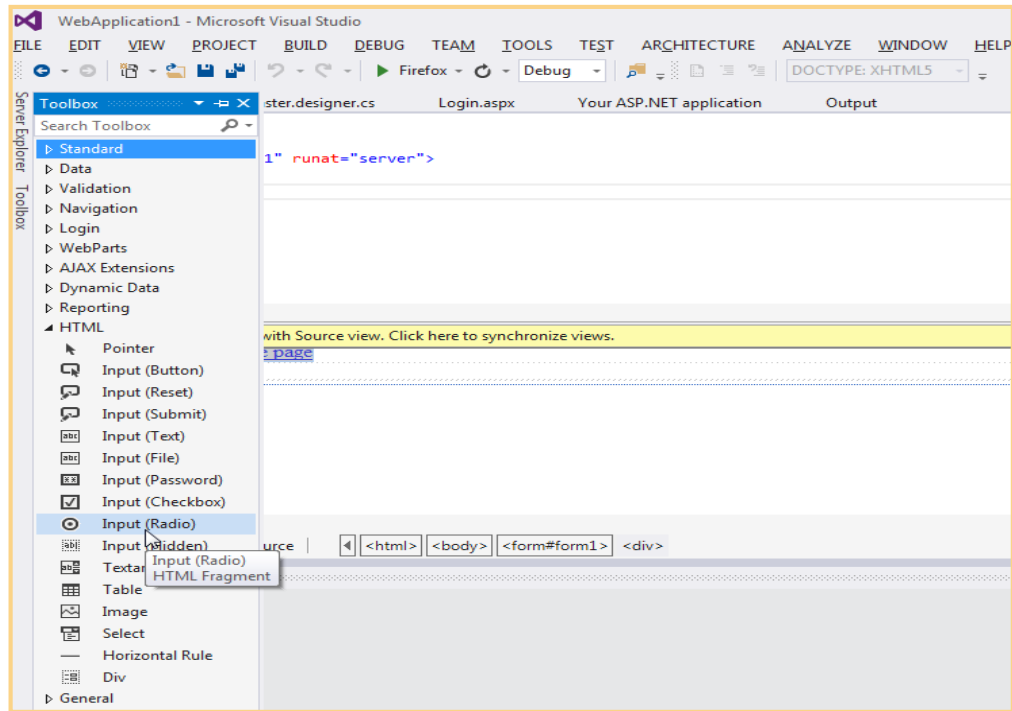 WebApplication1 - Microsoft Visual Studio
FILE EDIT VIEW PROJECT BUILD DEBUG TEAM TOOLS TEST ARCHITECTURE ANALYZE WINDOW HELP
Firefox Debug DOCTYPE: XHTML5
Server Explorer
Toolbox
Toolbox
ster.designer.cs Login.aspx Your ASP.NET application Output
Search Toolbox
Standard
1" runat="server">
Data
Validation
Navigation
Login
WebParts
AJAX Extensions
Dynamic Data
Reporting
HTML
with Source view. Click here to synchronize views.
Pointer
e page
Input (Button)
Input (Reset)
Input (Submit)
abc Input (Text)
abc Input (File)
Input (Password)
Input (Checkbox)
Input (Radio)
Input (Hidden)
urce <html> <body> <form#form1> <div>
Input (Radio)
HTML Fragment
Textar
Table
Image
Select
Horizontal Rule
Div
General